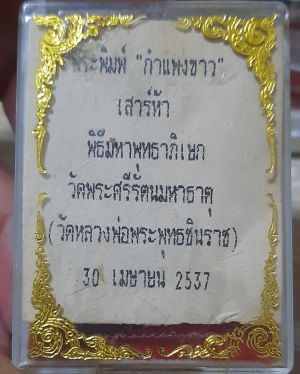 พระพิมพ์ "กำแพงขาว"
เสาร์ห้า
พิธีมหาพุทธาภิเษก
วัดพระศรีรัตนมหาธาตุ
(วัดหลวงพ่อพระพุทธชินราช)
30 เมษายน 2537